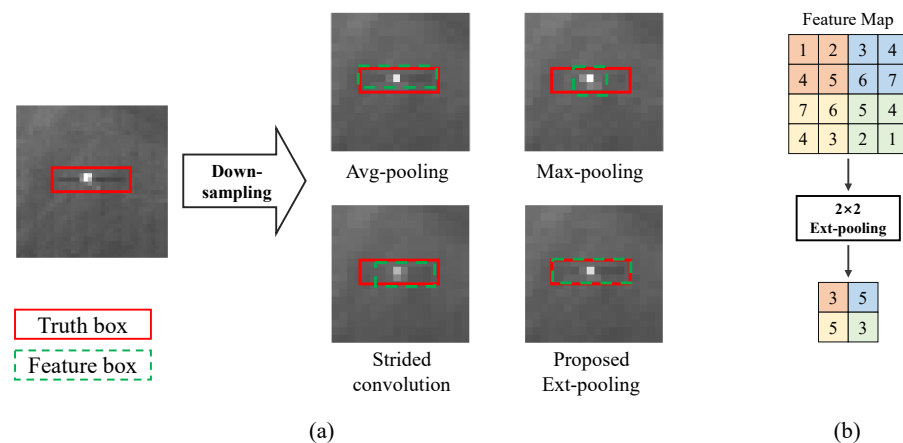 Down-
sampling
Truth box
Feature box
Avg-pooling
Max-pooling
Strided
convolution
Proposed
Ext-pooling
(a)
Feature Map
1 2 3 4
4 5 6 7
7 6 5 4
4 3 2 1
2×2
Ext-pooling
3 5
5 3
(b)